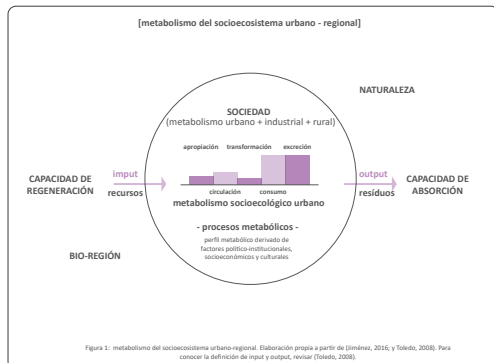 [metabolismo del socioecosistema urbano - regional]
NATURALEZA
SOCIEDAD
(metabolismo urbano + industrial + rural)
apropiación transformación excreción
imput
output
CAPACIDAD DE
REGENERACIÓN
recursos
resíduos
CAPACIDAD DE
ABSORCIÓN
circulación consumo
metabolismo socioecológico urbano
- procesos metabólicos -
perfil metabólico derivado de
factores político-institucionales,
socioeconómicos y culturales
BIO-REGIÓN
Figura 1: metabolismo del socioecosistema urbano-regional. Elaboración propia a partir de (Jiménez, 2016; y Toledo, 2008). Para
conocer la definición de input y output, revisar (Toledo, 2008).